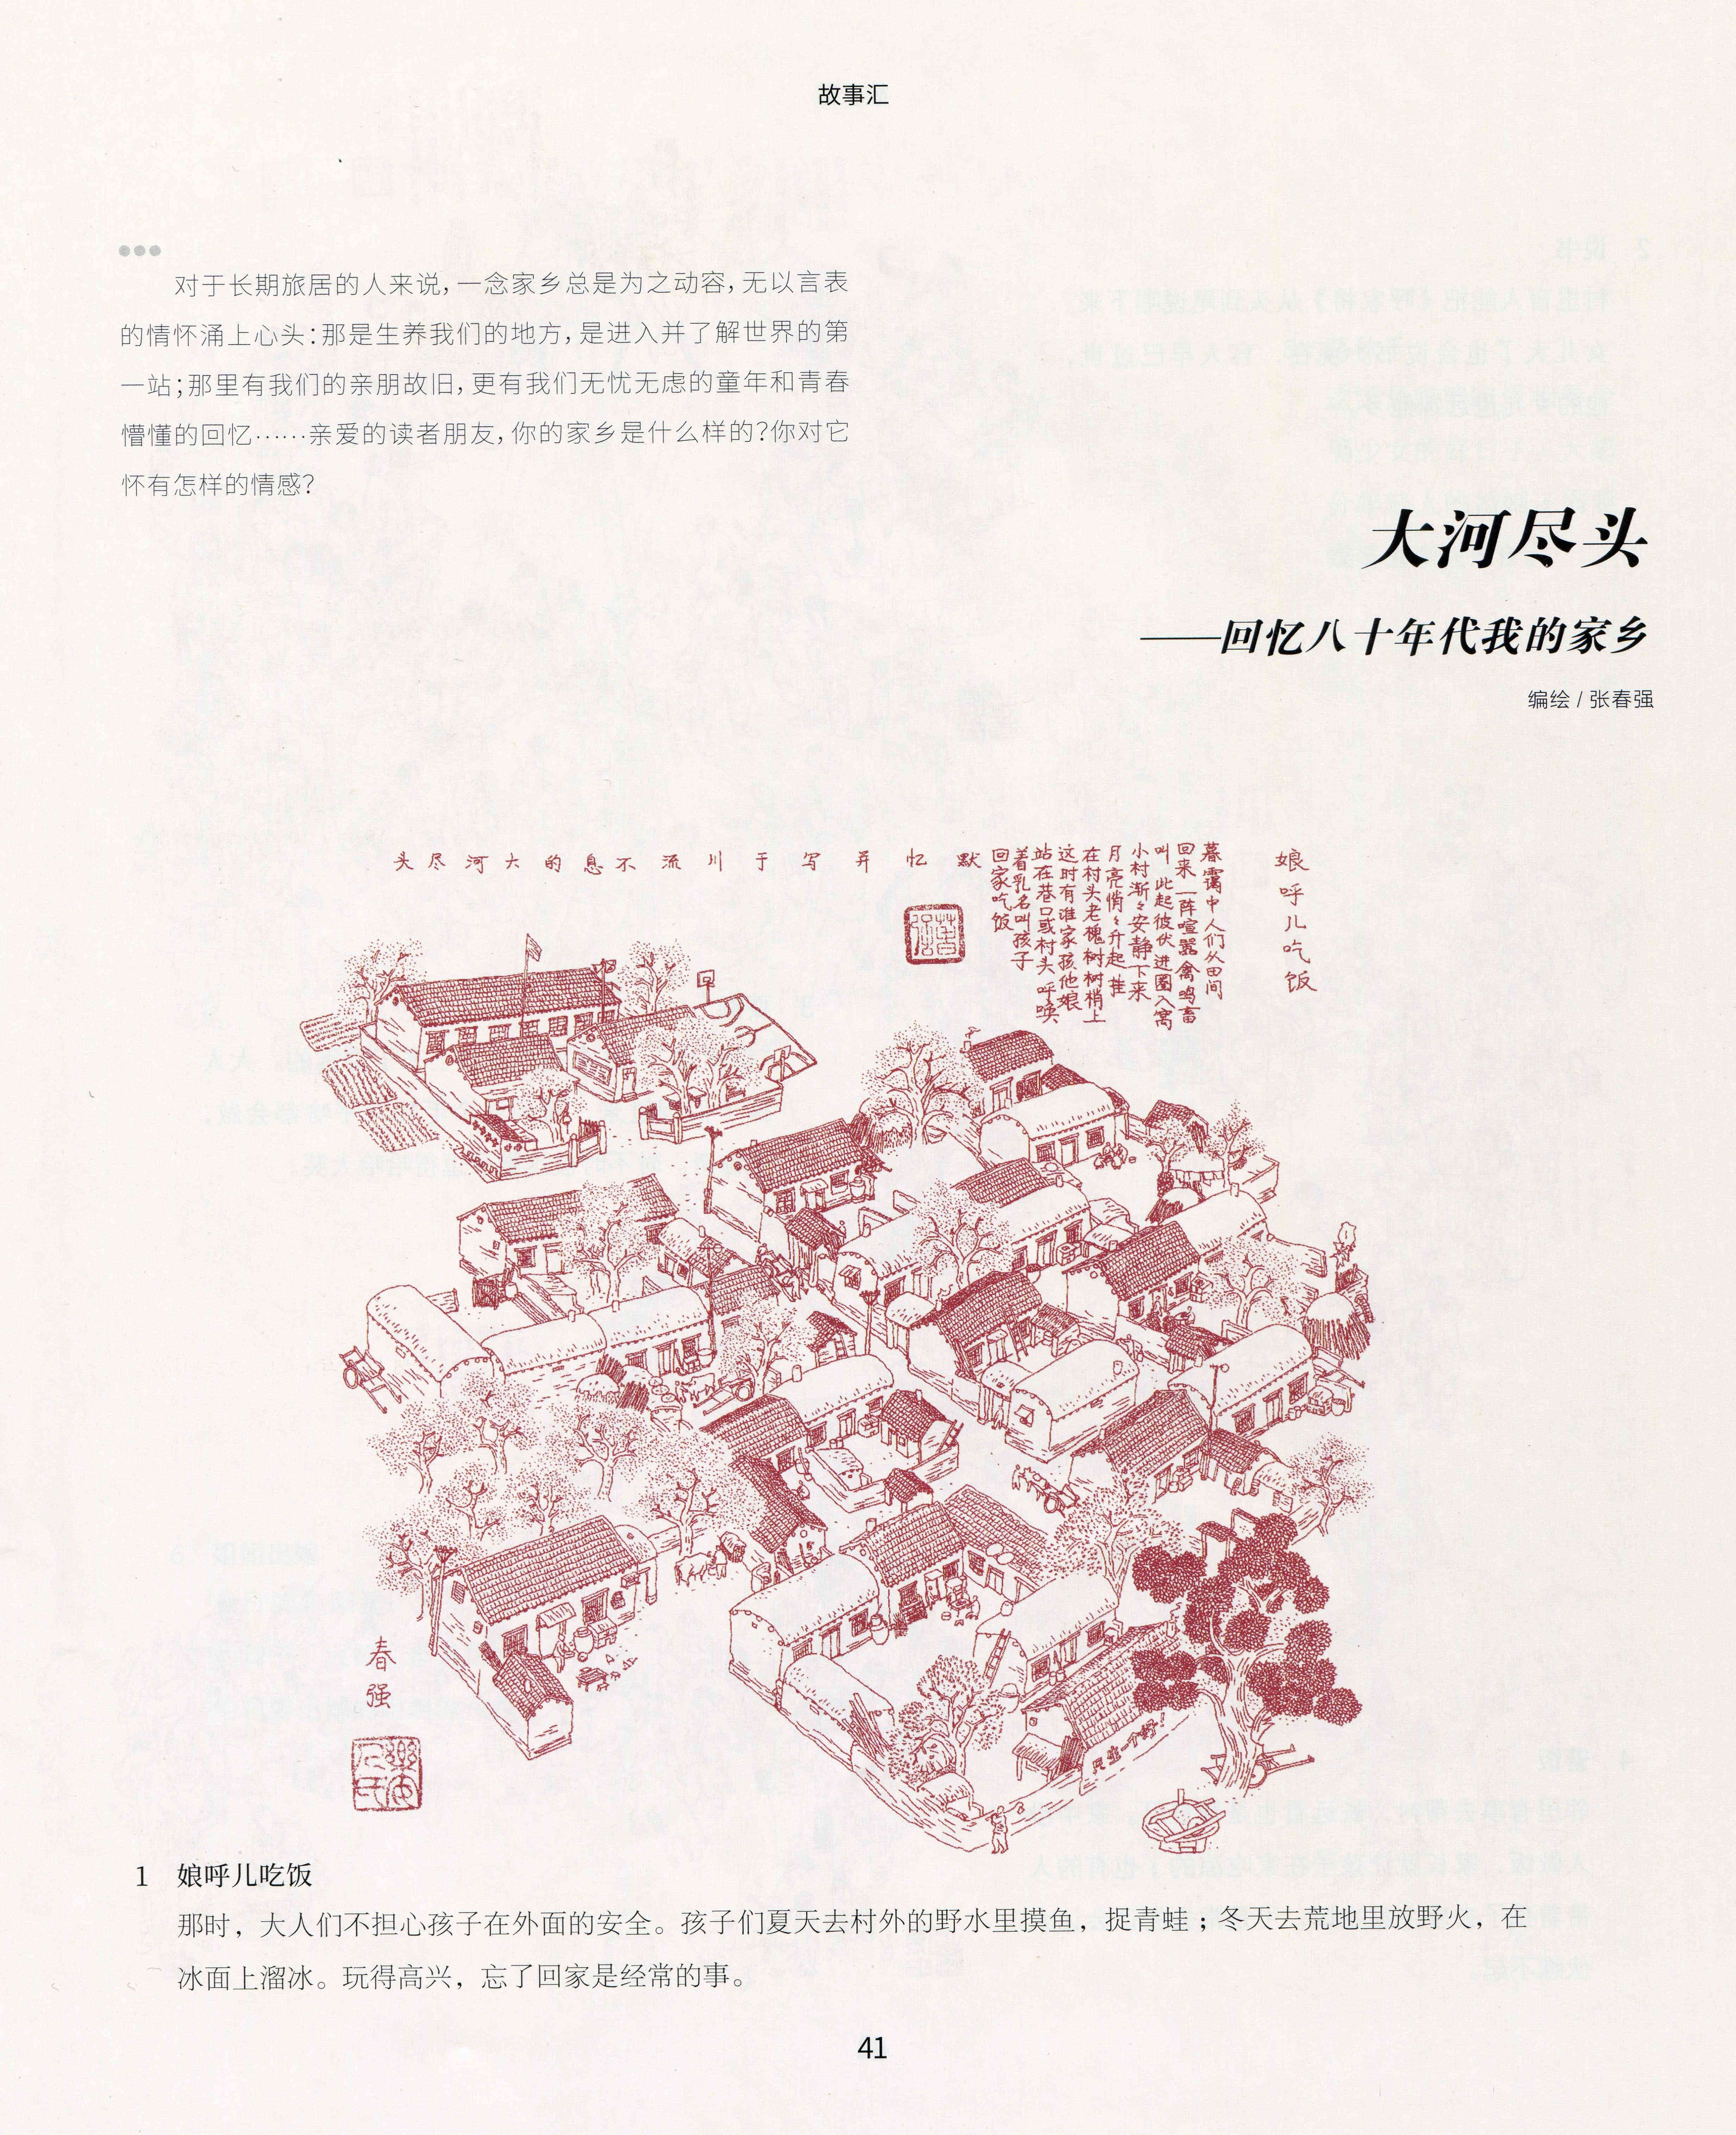 故事汇
对于长期旅居的人来说，一念家乡总是为之动容，无以言表
的情怀涌上心头：那是生养我们的地方，是进入并了解世界的第
一站；那里有我们的亲朋故旧，更有我们无忧无虑的童年和青春
懵懂的回忆……亲爱的读者朋友，你的家乡是什么样的？你对它
怀有怎样的情感？
大河尽头
——回忆八十年代我的家乡
编绘 / 张春强
娘呼儿吃饭
暮霭中人们从田间
回来 一阵喧嚣禽鸣畜
叫 此起彼伏进圈入窝
小村渐々安静下来
月亮悄々升起 挂
在村头老槐树树梢上
这时有谁家孩他娘
站在巷口或村头 呼唤
着乳名叫孩子
回家吃饭
默忆并写于川流不息的大河尽头
春强
只生一个好！
春强
1 娘呼儿吃饭
那时，大人们不担心孩子在外面的安全。孩子们夏天去村外的野水里摸鱼，捉青蛙；冬天去荒地里放野火，在
冰面上溜冰。玩得高兴，忘了回家是经常的事。
41